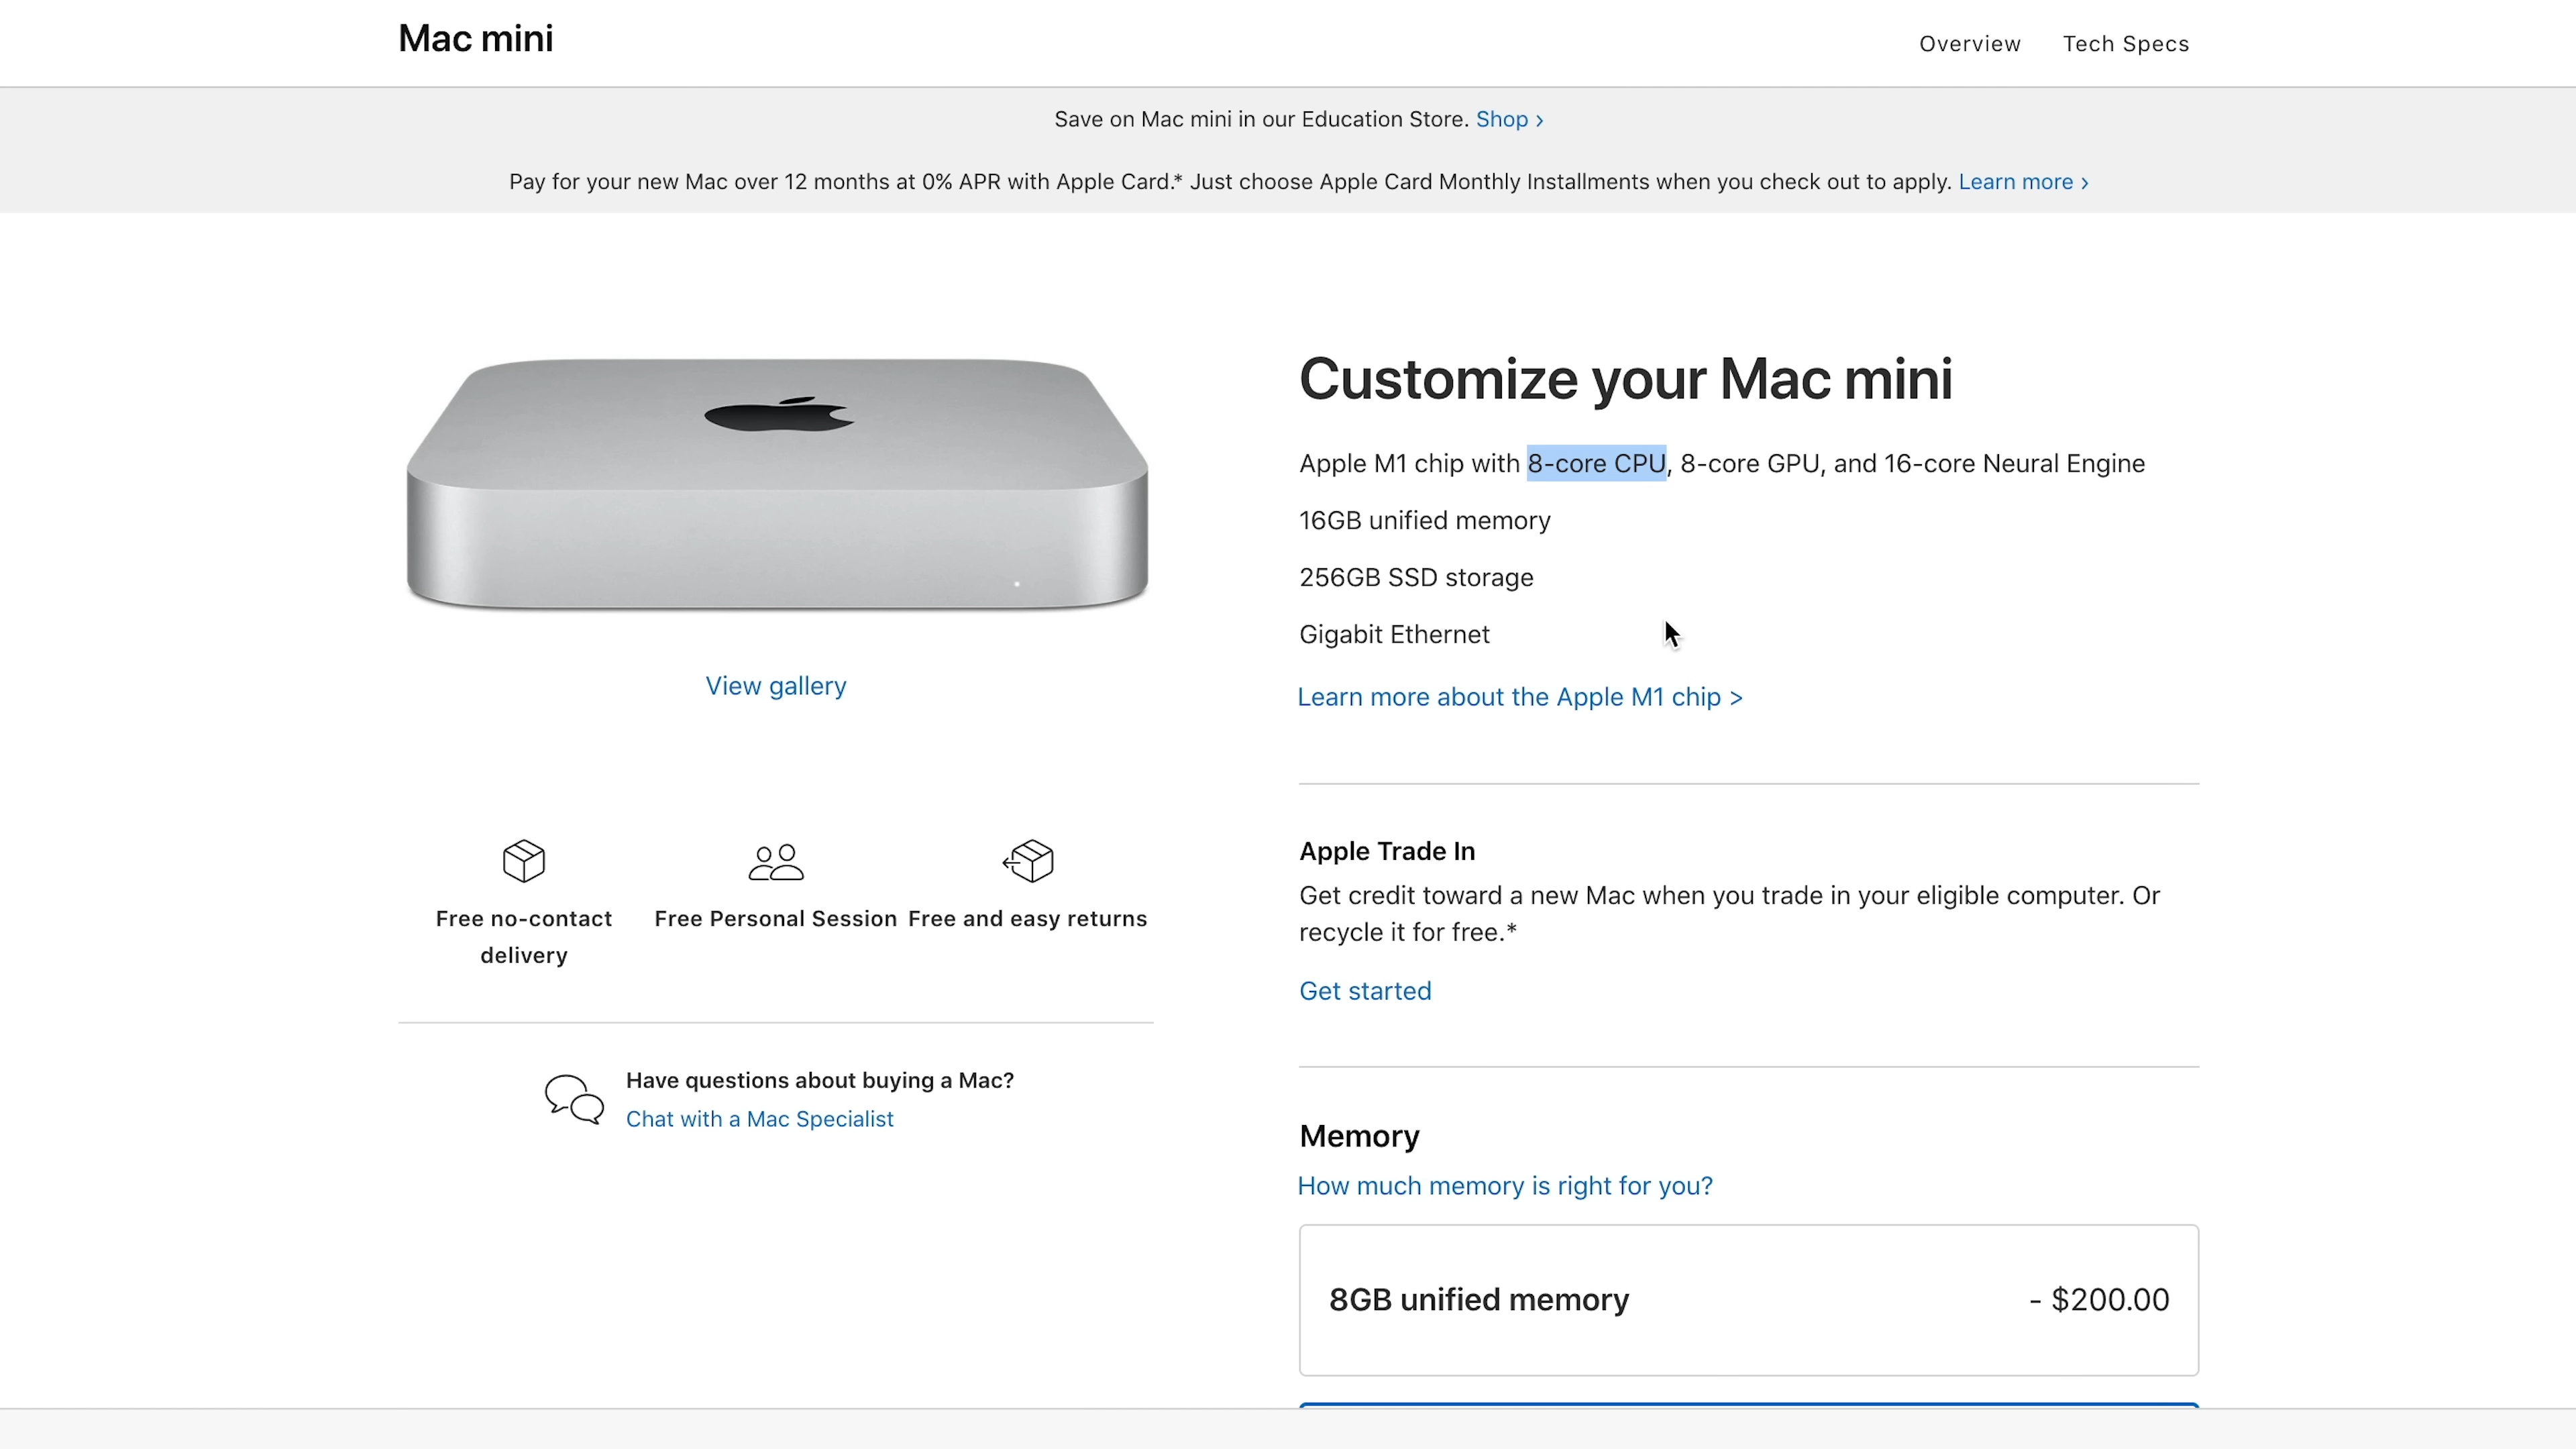 Mac mini
Overview
Tech Specs
Save on Mac mini in our Education Store. Shop ›
Pay for your new Mac over 12 months at 0% APR with Apple Card.* Just choose Apple Card Monthly Installments when you check out to apply. Learn more ›
Customize your Mac mini
Apple M1 chip with 8-core CPU, 8-core GPU, and 16-core Neural Engine
16GB unified memory
256GB SSD storage
Gigabit Ethernet
Learn more about the Apple M1 chip >
View gallery
Free no-contact
delivery
Free Personal Session
Free and easy returns
Have questions about buying a Mac?
Chat with a Mac Specialist
Apple Trade In
Get credit toward a new Mac when you trade in your eligible computer. Or
recycle it for free.*
Get started
Memory
How much memory is right for you?
8GB unified memory
- $200.00